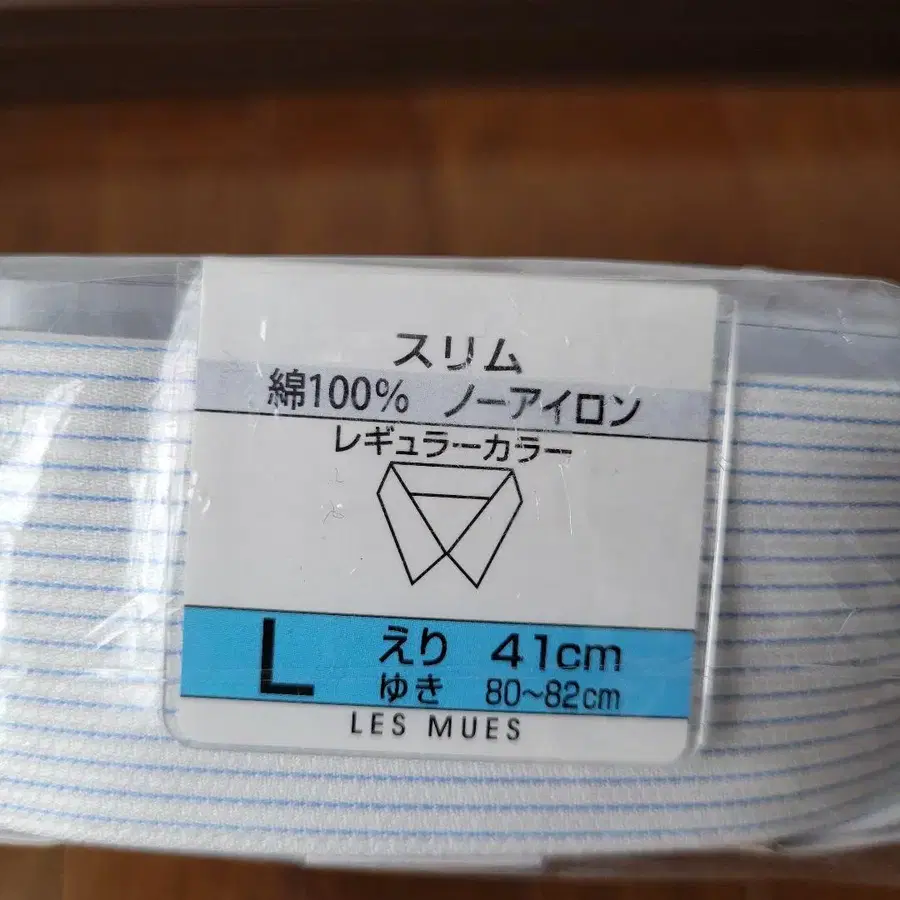 スリム
綿100% ノーアイロン
レギュラーカラー
L
えり 41cm
ゆき 80~82cm
LES MUES